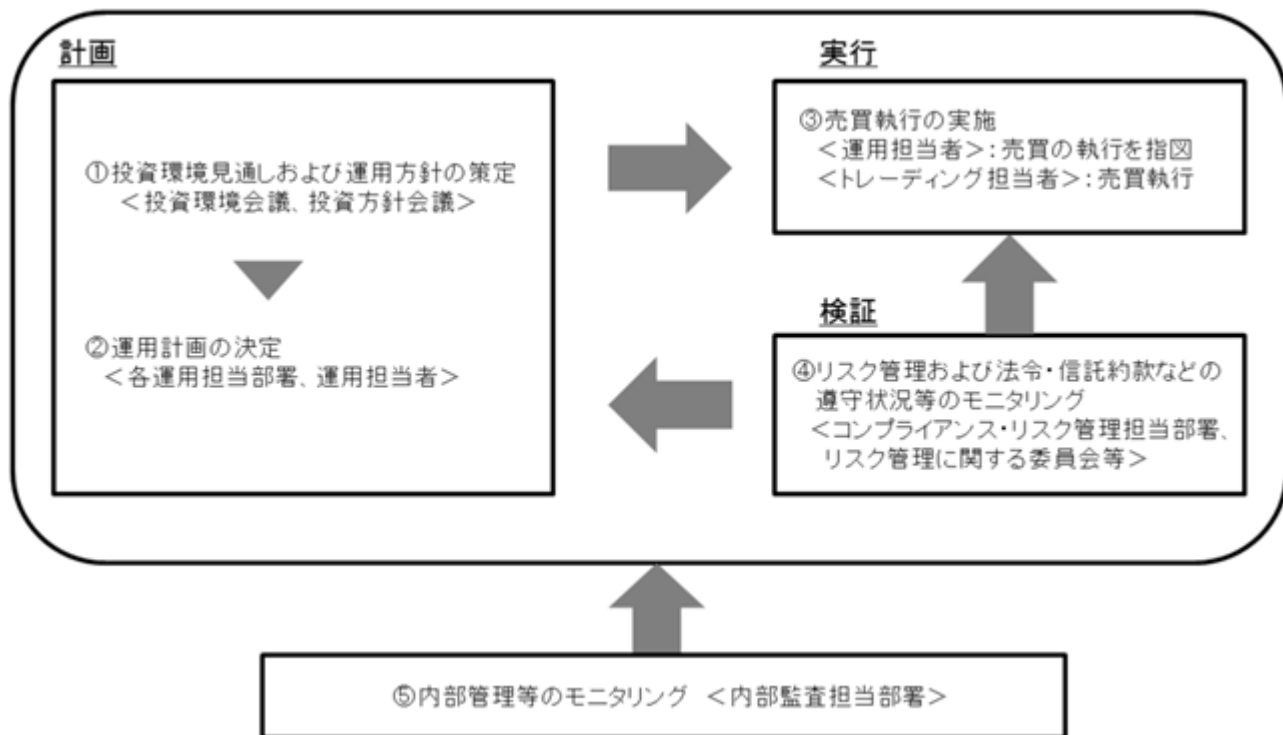 計画
①投資環境見通しおよび運用方針の策定
＜投資環境会議、投資方針会議＞
②運用計画の決定
＜各運用担当部署、運用担当者＞
実行
③売買執行の実施
＜運用担当者＞：売買の執行を指図
＜トレーディング担当者＞：売買執行
検証
④リスク管理および法令・信託約款などの
遵守状況等のモニタリング
＜コンプライアンス・リスク管理担当部署、
リスク管理に関する委員会等＞
⑤内部管理等のモニタリング ＜内部監査担当部署＞